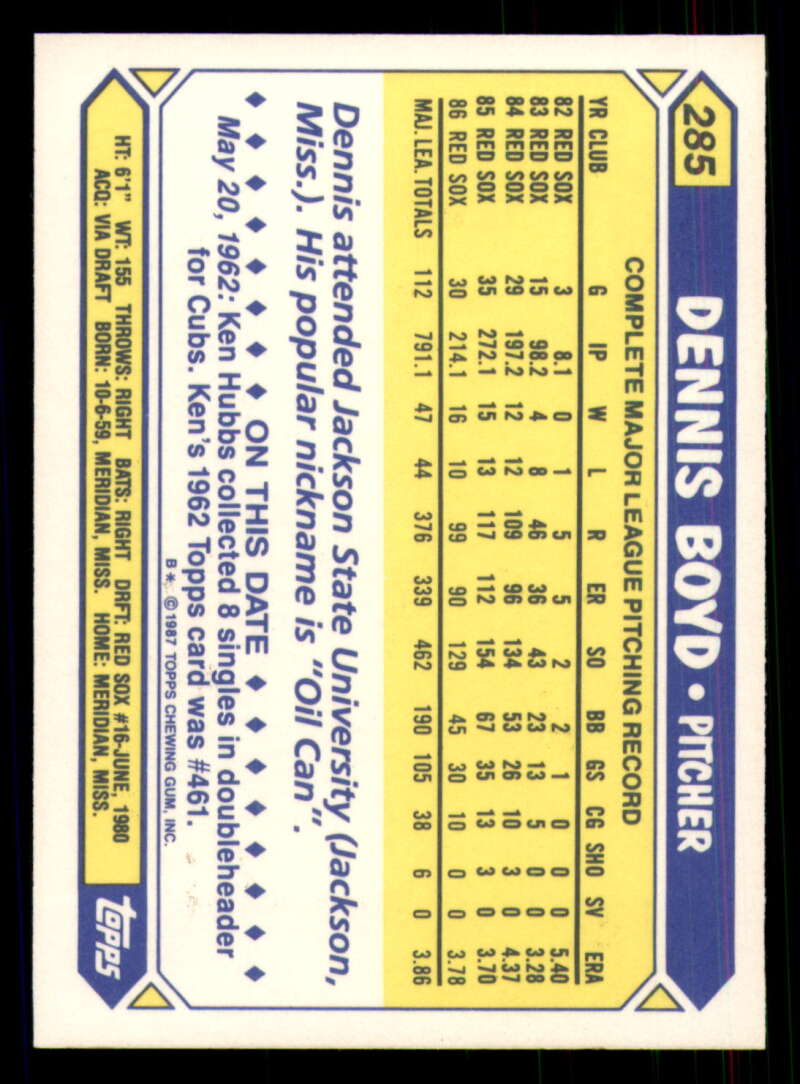 285 DENNIS BOYD • PITCHER
COMPLETE MAJOR LEAGUE PITCHING RECORD
YR CLUB G IP W L R ER SO BB GS CG SHO SV ERA
82 RED SOX 3 8.1 0 1 5 5 2 2 1 0 0 0 5.40
83 RED SOX 15 98.2 4 8 46 36 43 23 13 5 0 0 3.28
84 RED SOX 29 197.2 12 12 109 96 134 53 26 10 3 0 4.37
85 RED SOX 35 272.1 15 13 117 112 154 67 35 13 3 0 3.70
86 RED SOX 30 214.1 16 10 99 90 129 45 30 10 0 0 3.78
MAJ. LEA. TOTALS 112 791.1 47 44 376 339 462 190 105 38 6 0 3.86
Dennis attended Jackson State University (Jackson,
Miss.). His popular nickname is "Oil Can".
♦ ♦ ♦ ♦ ♦ ♦ ♦ ♦ ON THIS DATE ♦ ♦ ♦ ♦ ♦ ♦ ♦ ♦
May 20, 1962: Ken Hubbs collected 8 singles in doubleheader
for Cubs. Ken's 1962 Topps card was #461.
B* ©1987 TOPPS CHEWING GUM, INC.
HT: 6'1" WT: 155 THROWS: RIGHT BATS: RIGHT DRFT: RED SOX #16-JUNE, 1980
ACQ: VIA DRAFT BORN: 10-6-59, MERIDIAN, MISS. HOME: MERIDIAN, MISS.
topps